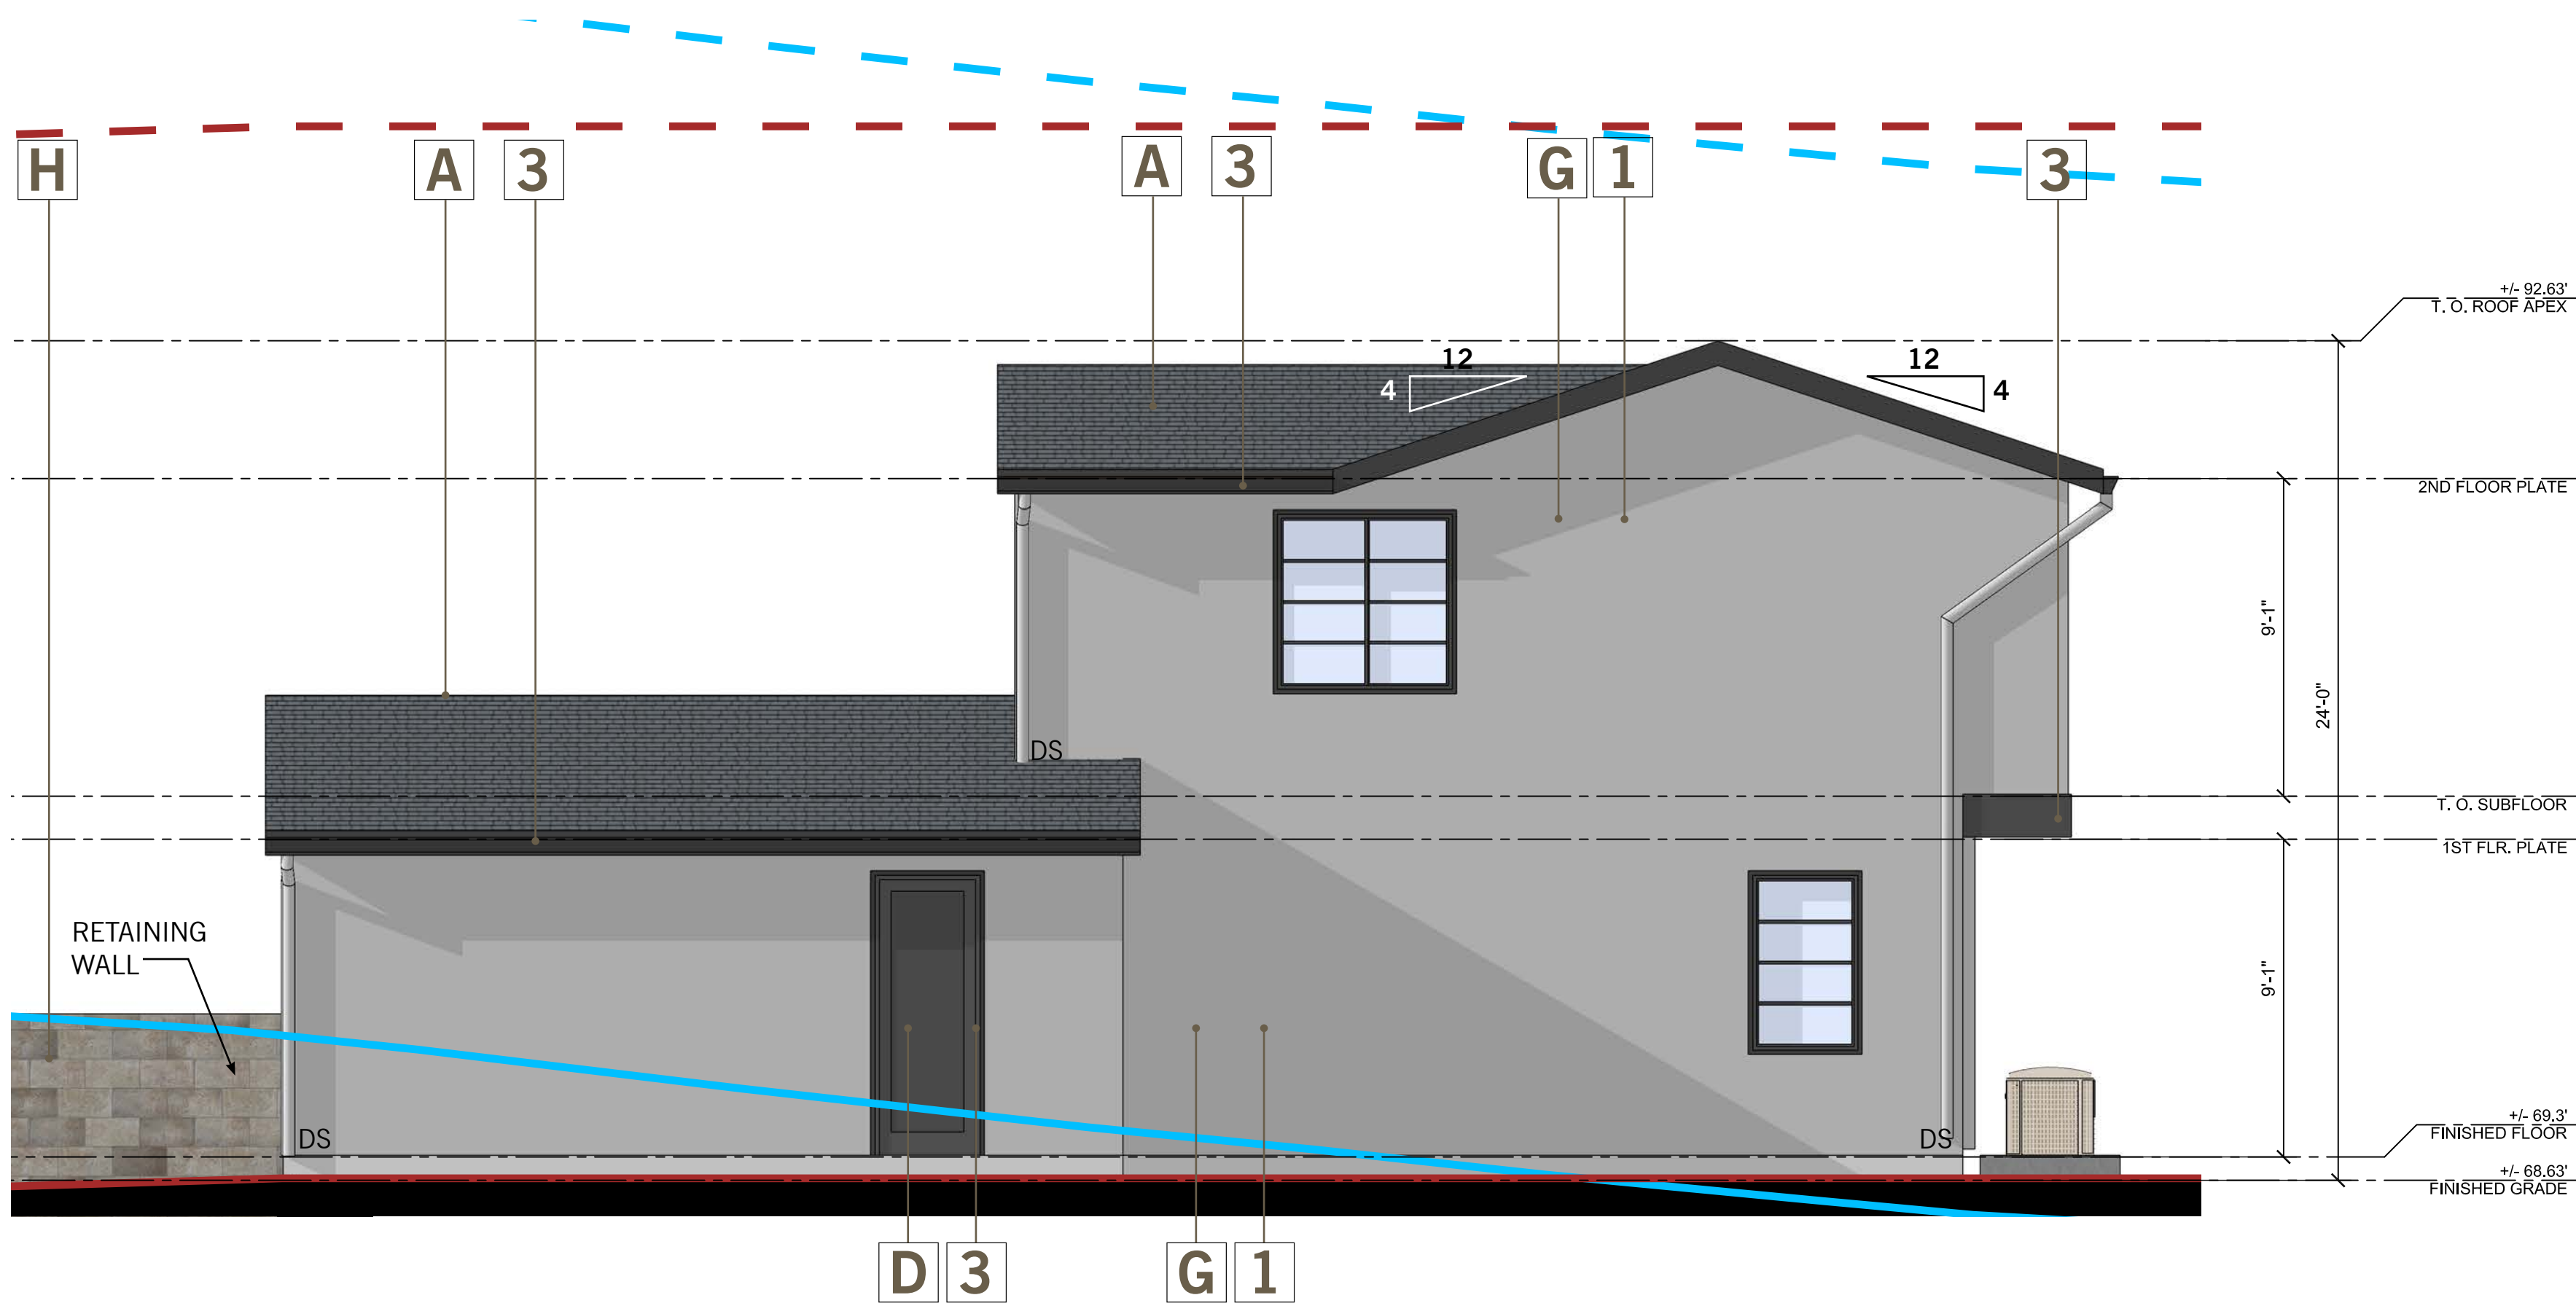 H
A
3
A
3
G
1
3
+/- 92.63'
T. O. ROOF APEX
12
4
12
4
2ND FLOOR PLATE
9'-1"
24'-0"
DS
T. O. SUBFLOOR
1ST FLR. PLATE
RETAINING
WALL
9'-1"
DS
DS
+/- 69.3'
FINISHED FLOOR
+/- 68.63'
FINISHED GRADE
D
3
G
1